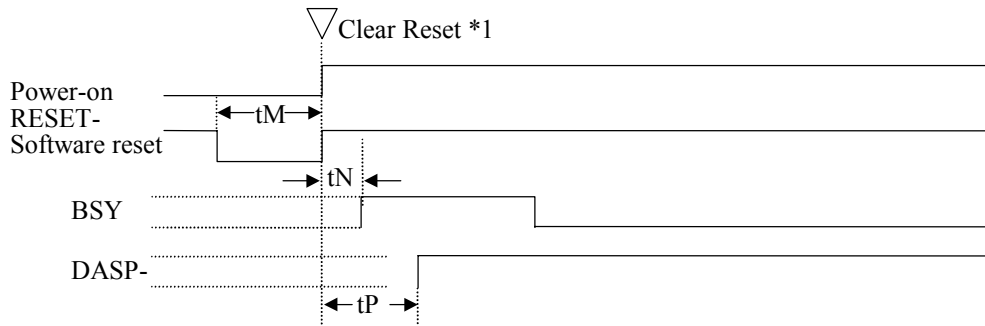 Clear Reset *1
Power-on
RESET-
Software reset
tM
tN
BSY
DASP-
tP